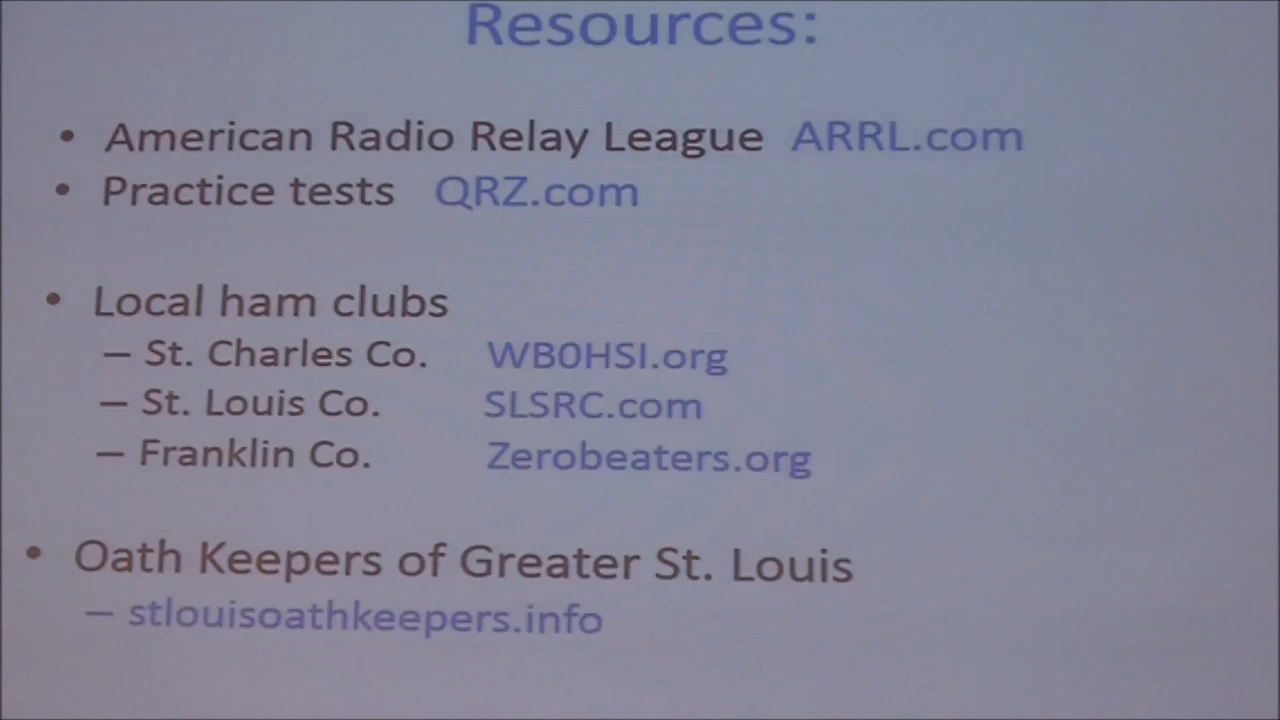 Resources:
• American Radio Relay League ARRL.com
• Practice tests QRZ.com
• Local ham clubs
– St. Charles Co. WB0HSI.org
– St. Louis Co. SLSRC.com
– Franklin Co. Zerobeaters.org
• Oath Keepers of Greater St. Louis
– stlouisoathkeepers.info